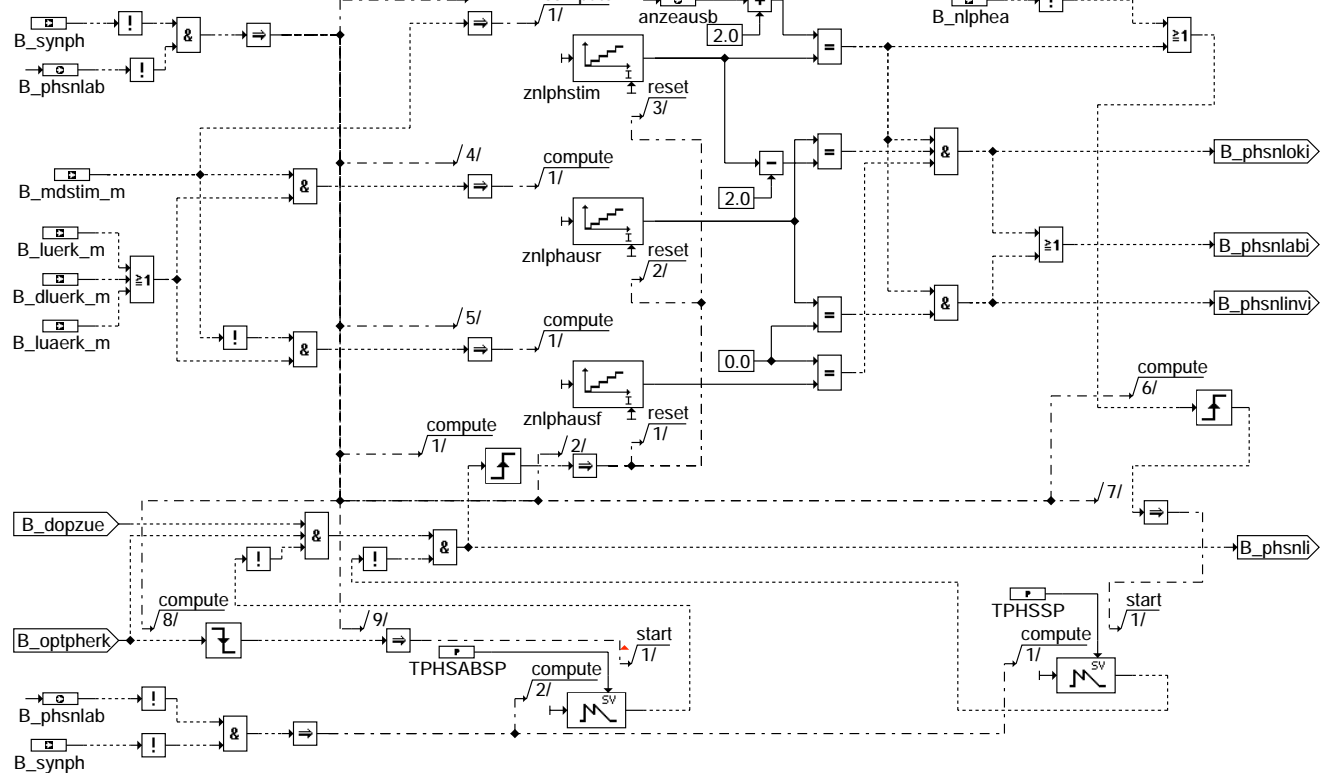 1/
anzeausb
B_nlphea
B_synph
!
&
⇒
⇒
2.0
+
!
≥1
B_phsnlab
!
=
znlphstim
reset
3/
4/
compute
1/
B_mdstim_m
&
⇒
−
2.0
=
&
B_phsnloki
B_luerk_m
B_dluerk_m
B_luaerk_m
≥1
znlphausr
reset
2/
≥1
B_phsnlabi
&
B_phsnlinvi
5/
compute
1/
!
&
⇒
=
0.0
=
compute
6/
znlphausf
reset
1/
compute
1/
2/
⇒
7/
⇒
B_dopzue
&
!
!
&
B_phsnli
P
TPHSSP
start
1/
compute
8/
9/
B_optpherk
⇒
start
1/
P
TPHSABSP
compute
1/
SV
compute
2/
SV
B_phsnlab
!
&
⇒
B_synph
!